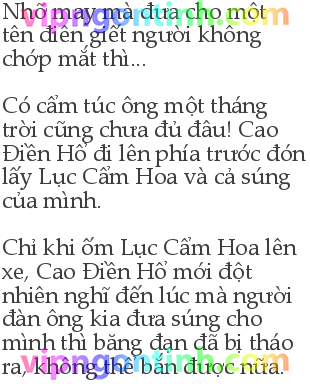 Nhỡ may mà đưa cho một
tên điên giết người không
chớp mắt thì...
Có cẩm túc ông một tháng
trời cũng chưa đủ đâu! Cao
Điền Hổ đi lên phía trước đón
lấy Lục Cẩm Hoa và cả súng
của mình.
Chỉ khi ốm Lục Cẩm Hoa lên
xe, Cao Điền Hổ mới đột
nhiên nghĩ đến lúc mà người
đàn ông kia đưa súng cho
mình thì băng đạn đã bị tháo
ra, không thể bắn được nữa.
vipngontinh.com
vipngontinh.com